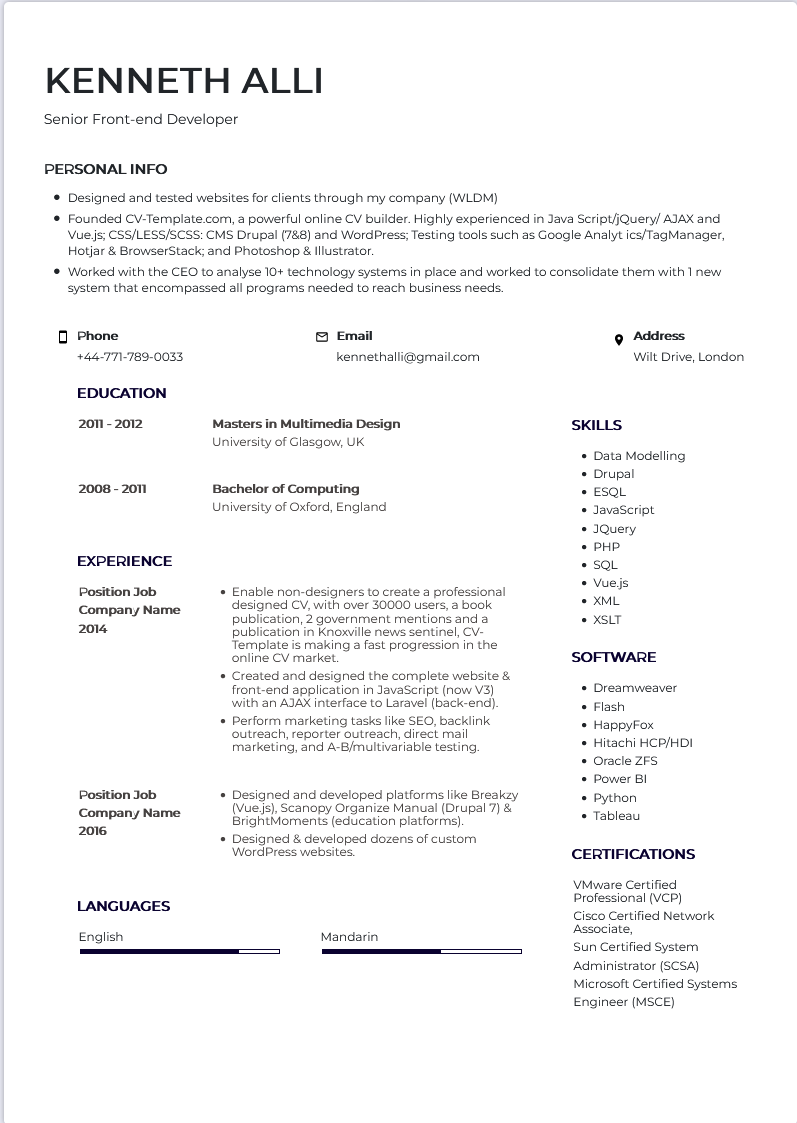 KENNETH ALLI
Senior Front-end Developer
PERSONAL INFO
• Designed and tested websites for clients through my company (WLDM)
• Founded CV-Template.com, a powerful online CV builder. Highly experienced in Java Script/jQuery/ AJAX and
Vue.js; CSS/LESS/SCSS: CMS Drupal (7&8) and WordPress; Testing tools such as Google Analyt ics/TagManager,
Hotjar & BrowserStack; and Photoshop & Illustrator.
• Worked with the CEO to analyse 10+ technology systems in place and worked to consolidate them with 1 new
system that encompassed all programs needed to reach business needs.
Phone
+44-771-789-0033
Email
kennethalli@gmail.com
Address
Wilt Drive, London
EDUCATION
2011 - 2012
Masters in Multimedia Design
University of Glasgow, UK
2008 - 2011
Bachelor of Computing
University of Oxford, England
EXPERIENCE
Position Job
Company Name
2014
• Enable non-designers to create a professional
designed CV, with over 30000 users, a book
publication, 2 government mentions and a
publication in Knoxville news sentinel, CV-
Template is making a fast progression in the
online CV market.
• Created and designed the complete website &
front-end application in JavaScript (now V3)
with an AJAX interface to Laravel (back-end).
• Perform marketing tasks like SEO, backlink
outreach, reporter outreach, direct mail
marketing, and A-B/multivariable testing.
Position Job
Company Name
2016
• Designed and developed platforms like Breakzy
(Vue.js), Scanopy Organize Manual (Drupal 7) &
BrightMoments (education platforms).
• Designed & developed dozens of custom
WordPress websites.
LANGUAGES
English
Mandarin
SKILLS
• Data Modelling
• Drupal
• ESQL
• JavaScript
• JQuery
• PHP
• SQL
• Vue.js
• XML
• XSLT
SOFTWARE
• Dreamweaver
• Flash
• HappyFox
• Hitachi HCP/HDI
• Oracle ZFS
• Power BI
• Python
• Tableau
CERTIFICATIONS
VMware Certified
Professional (VCP)
Cisco Certified Network
Associate,
Sun Certified System
Administrator (SCSA)
Microsoft Certified Systems
Engineer (MSCE)